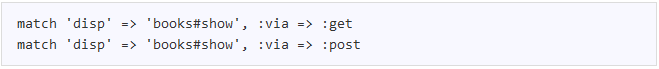 match 'disp' => 'books#show', :via => :get
match 'disp' => 'books#show', :via => :post